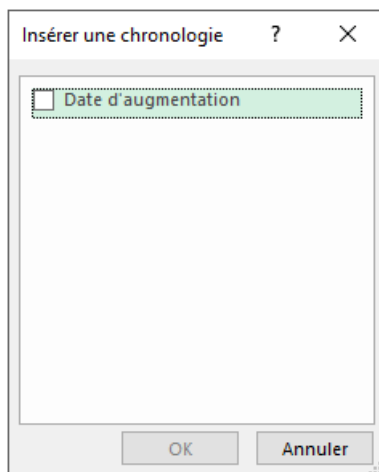 Insérer une chronologie ? ×
Date d'augmentation
OK Annuler